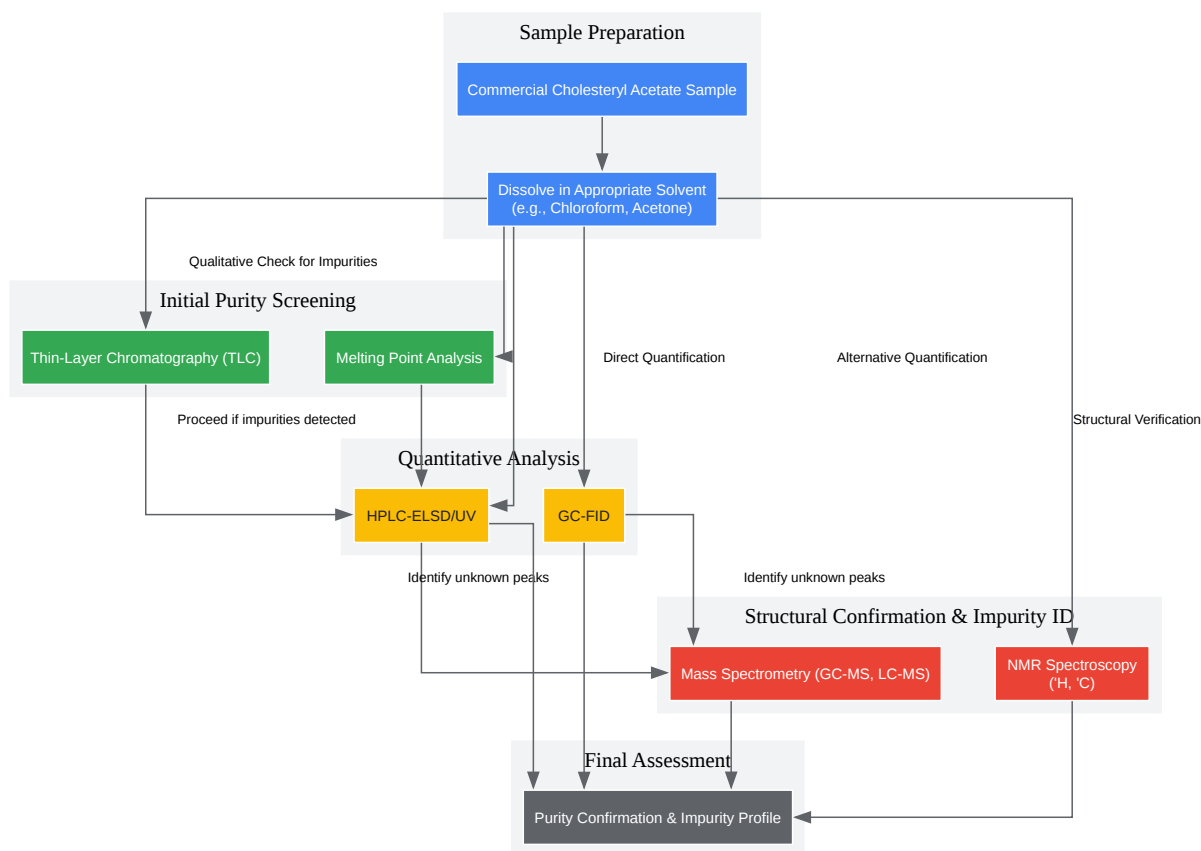 Sample Preparation
Commercial Cholesteryl Acetate Sample
Dissolve in Appropriate Solvent
(e.g., Chloroform, Acetone)
Qualitative Check for Impurities
Initial Purity Screening
Thin-Layer Chromatography (TLC)
Melting Point Analysis
Direct Quantification
Alternative Quantification
Proceed if impurities detected
Structural Verification
Quantitative Analysis
HPLC-ELSD/UV
GC-FID
Identify unknown peaks
Identify unknown peaks
Structural Confirmation & Impurity ID
Mass Spectrometry (GC-MS, LC-MS)
NMR Spectroscopy
('H, 'C)
Final Assessment
Purity Confirmation & Impurity Profile